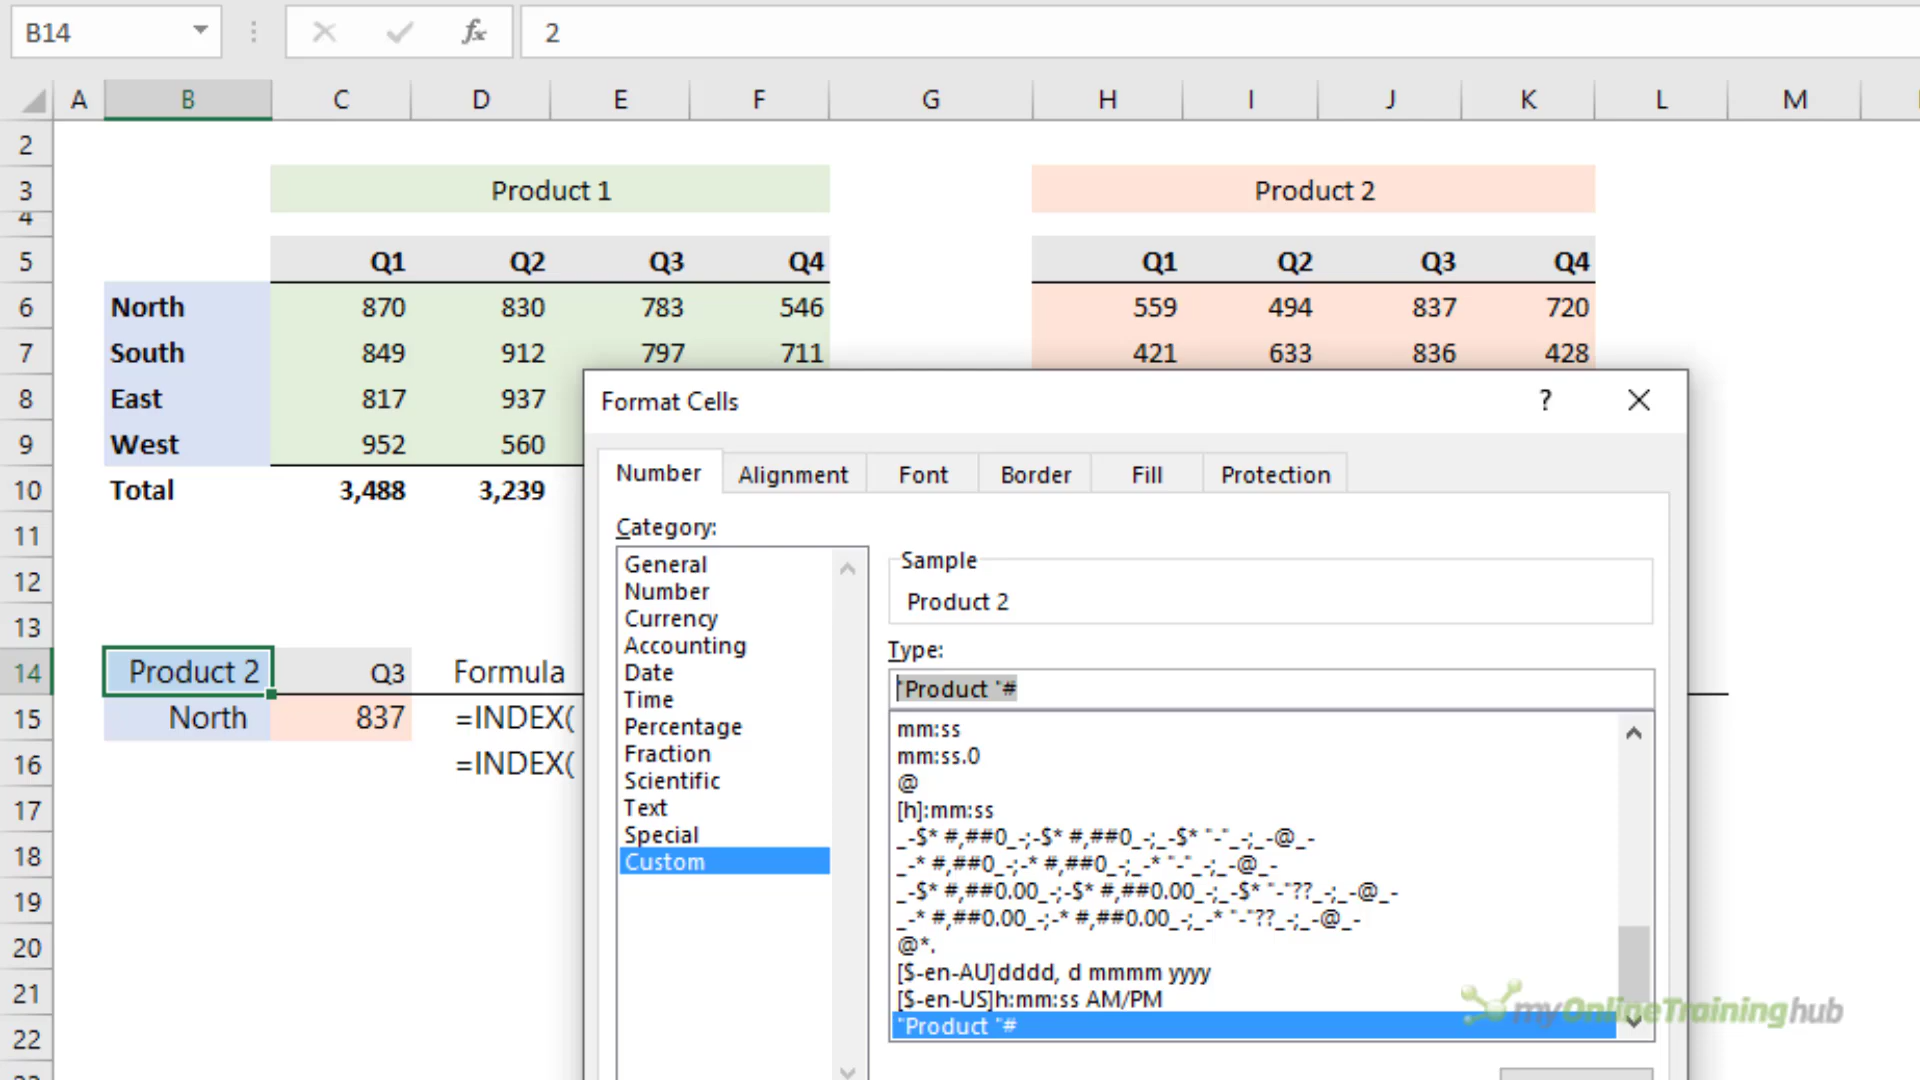 B14 fx 2
A B C D E F G H I J K L M
2
3 Product 1 Product 2
4
5 Q1 Q2 Q3 Q4 Q1 Q2 Q3 Q4
6 North 870 830 783 546 559 494 837 720
7 South 849 912 797 711 421 633 836 428
8 East 817 937
9 West 952 560
10 Total 3,488 3,239
11
12
13
14 Product 2 Q3 Formula
15 North 837 =INDEX(
16 =INDEX(
17
18
19
20
21
22
Format Cells ?
Number Alignment Font Border Fill Protection
Category:
General
Number
Currency
Accounting
Date
Time
Percentage
Fraction
Scientific
Text
Special
Custom
Sample
Product 2
Type:
"Product "#
mm:ss
mm:ss.0
@
[h]:mm:ss
_-$* #,##0_-;-$* #,##0_-;_-$* "-"_-;_-@_-
_-* #,##0_-;-* #,##0_-;_-* "-"_-;_-@_-
_-$* #,##0.00_-;-$* #,##0.00_-;_-$* "-"??_-;_-@_-
_-* #,##0.00_-;-* #,##0.00_-;_-* "-"??_-;_-@_-
@*.
[$-en-AU]dddd, d mmmm yyyy
[$-en-US]h:mm:ss AM/PM
"Product "#
myOnlineTraininghub